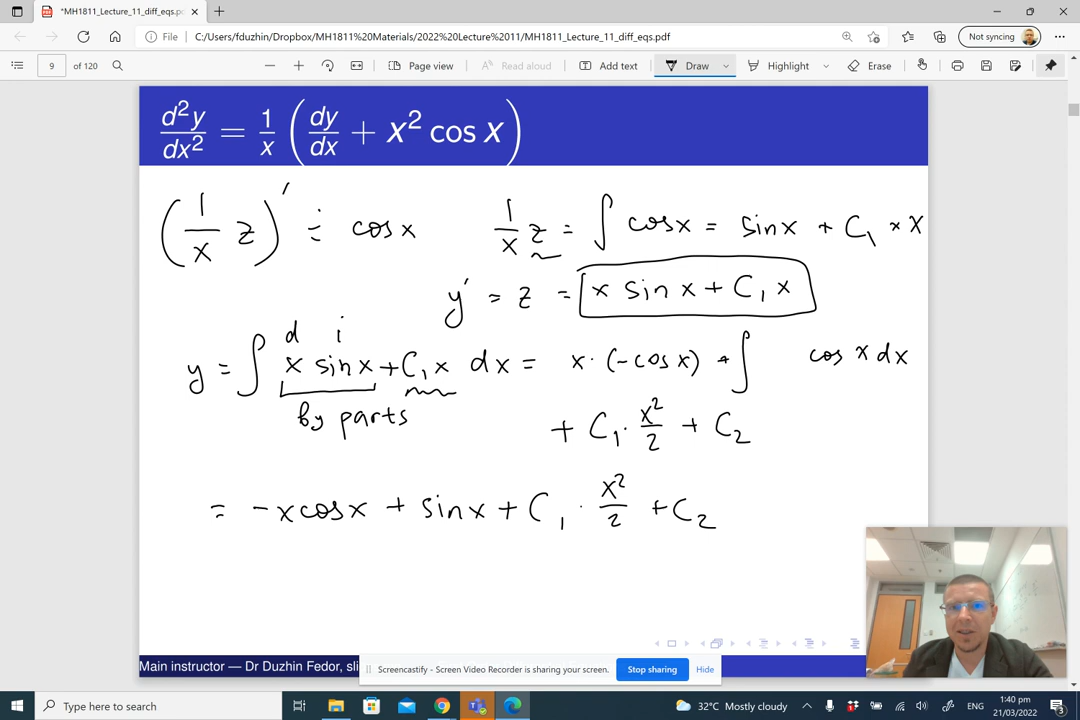 *MH1811_Lecture_11_diff_eqs.pd
File C:/Users/fduzhin/Dropbox/MH1811%20Materials/2022%20Lecture%2011/MH1811_Lecture_11_diff_eqs.pdf Not syncing
9 of 120 Page view Read aloud Add text Draw Highlight Erase
d²y/dx² = 1/x (dy/dx + x² cos x)
(1/x z)' = cos x 1/x z = ∫ cos x = sin x + C₁ × x
y' = z = x sin x + C₁ x
d i
y = ∫ x sin x + C₁ x dx = x · (-cos x) + ∫ cos x dx
by parts
+ C₁ · x²/2 + C₂
= -x cos x + sin x + C₁ · x²/2 + C₂
Main instructor — Dr Duzhin Fedor, sli
Screencastify - Screen Video Recorder is sharing your screen. Stop sharing Hide
Type here to search 32°C Mostly cloudy ENG 1:40 pm
21/03/2022 3